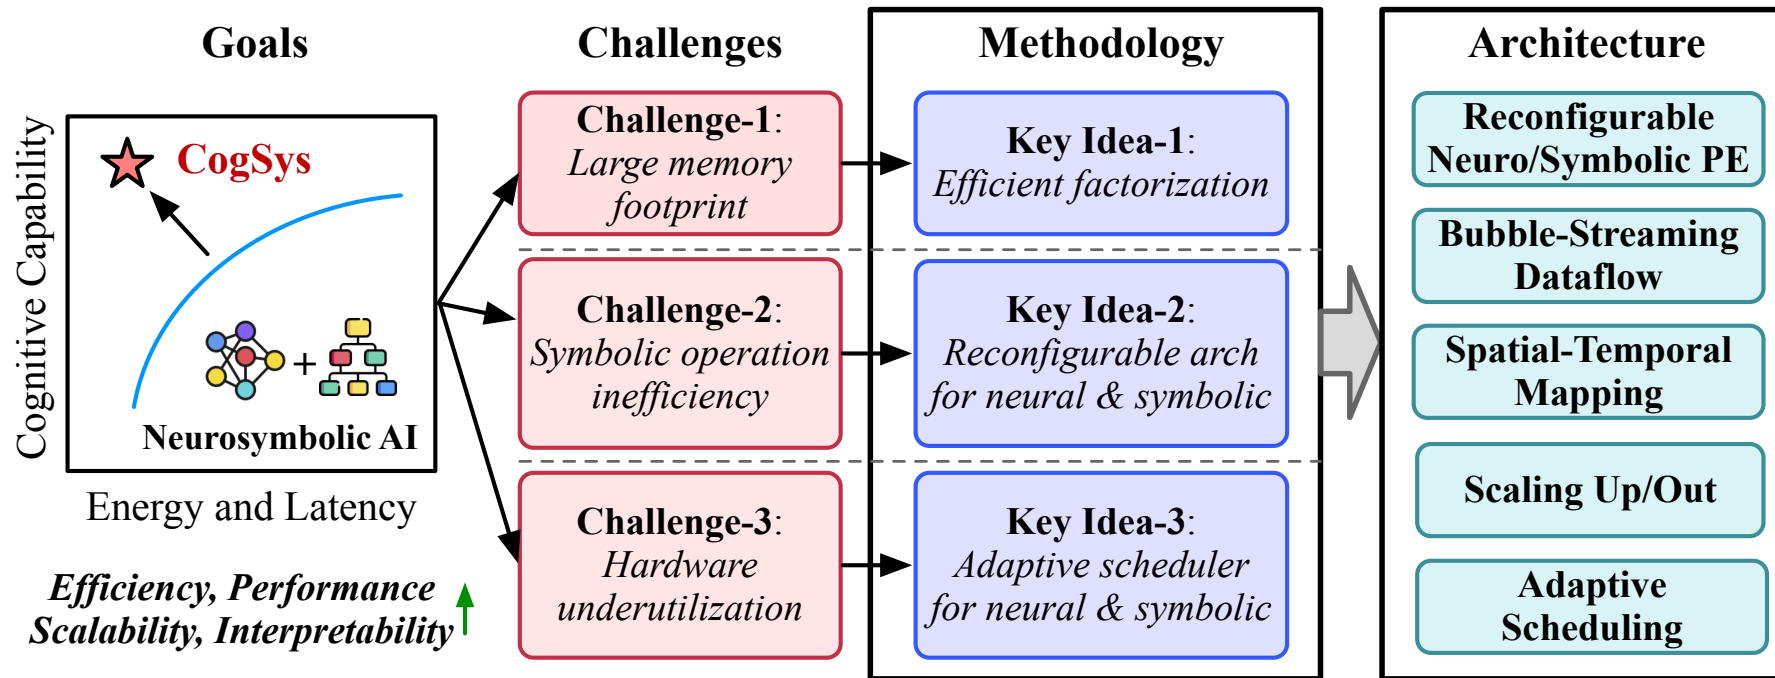 Goals
Cognitive Capability
CogSys
Neurosymbolic AI
Energy and Latency
Efficiency, Performance
Scalability, Interpretability
Challenges
Challenge-1:
Large memory
footprint
Challenge-2:
Symbolic operation
inefficiency
Challenge-3:
Hardware
underutilization
Methodology
Key Idea-1:
Efficient factorization
Key Idea-2:
Reconfigurable arch
for neural & symbolic
Key Idea-3:
Adaptive scheduler
for neural & symbolic
Architecture
Reconfigurable
Neuro/Symbolic PE
Bubble-Streaming
Dataflow
Spatial-Temporal
Mapping
Scaling Up/Out
Adaptive
Scheduling